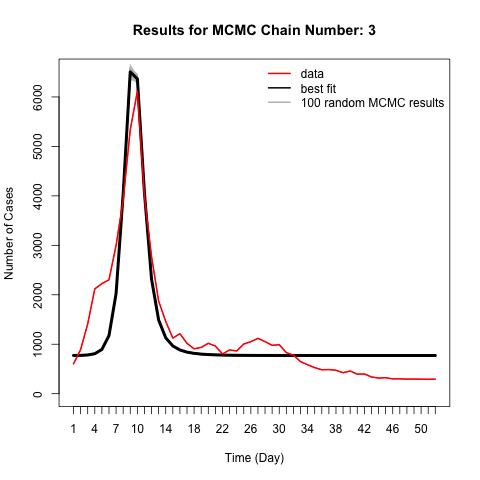 Results for MCMC Chain Number: 3
data
best fit
100 random MCMC results
Number of Cases
0 1000 2000 3000 4000 5000 6000
1 4 7 10 14 18 22 26 30 34 38 42 46 50
Time (Day)